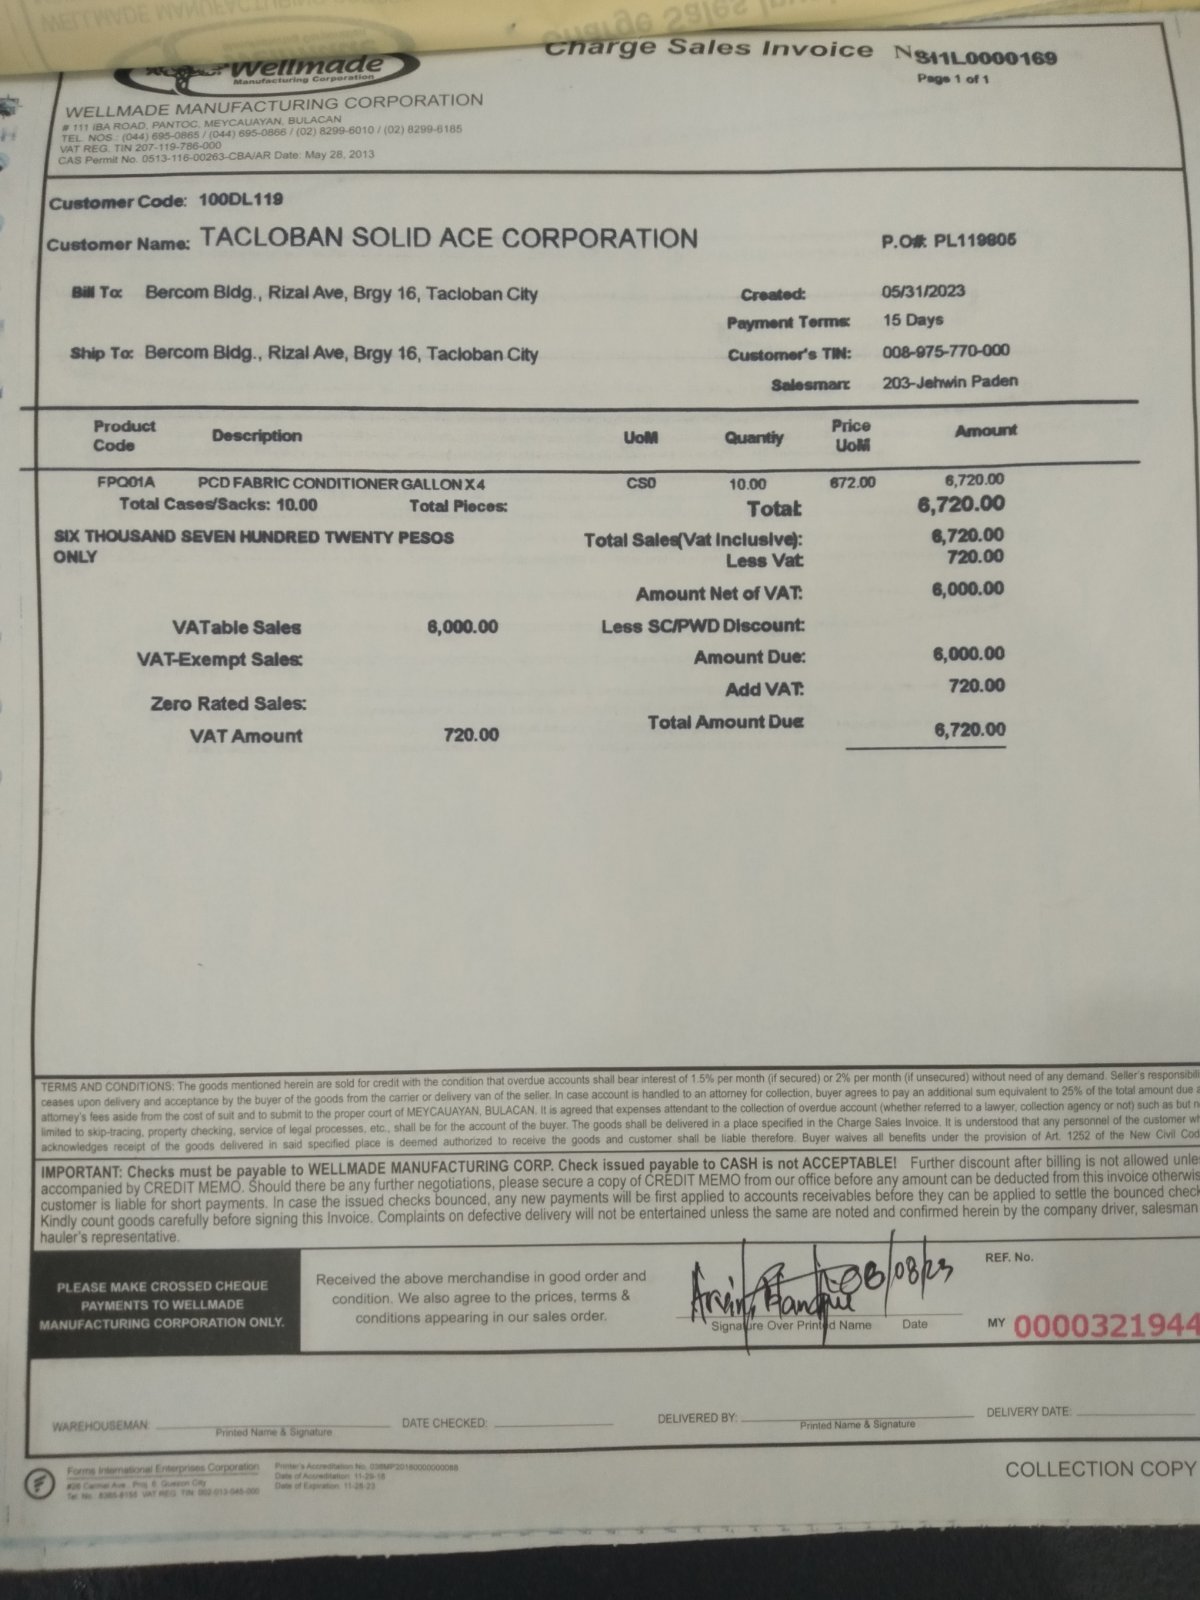 Charge Sales Invoice No SI1L0000169
Page 1 of 1
Wellmade
Manufacturing Corporation
WELLMADE MANUFACTURING CORPORATION
# 111 IBA ROAD, PANTOC, MEYCAUAYAN, BULACAN
TEL. NOS.: (044) 695-0865 / (044) 695-0866 / (02) 8299-6010 / (02) 8299-6185
VAT REG. TIN 207-119-786-000
CAS Permit No. 0513-116-00263-CBA/AR Date: May 28, 2013
Customer Code: 100DL119
Customer Name: TACLOBAN SOLID ACE CORPORATION P.O#: PL119805
Bill To: Bercom Bldg., Rizal Ave, Brgy 16, Tacloban City Created: 05/31/2023
Payment Terms: 15 Days
Ship To: Bercom Bldg., Rizal Ave, Brgy 16, Tacloban City Customer's TIN: 008-975-770-000
Salesman: 203-Jehwin Paden
Product Code Description UoM Quantiy Price UoM Amount
FPQ01A PCD FABRIC CONDITIONER GALLON X4 CS0 10.00 672.00 6,720.00
Total Cases/Sacks: 10.00 Total Pieces: Total: 6,720.00
SIX THOUSAND SEVEN HUNDRED TWENTY PESOS Total Sales(Vat Inclusive): 6,720.00
ONLY Less Vat: 720.00
Amount Net of VAT: 6,000.00
VATable Sales 6,000.00 Less SC/PWD Discount:
VAT-Exempt Sales: Amount Due: 6,000.00
Add VAT: 720.00
Zero Rated Sales:
Total Amount Due: 6,720.00
VAT Amount 720.00
TERMS AND CONDITIONS: The goods mentioned herein are sold for credit with the condition that overdue accounts shall bear interest of 1.5% per month (if secured) or 2% per month (if unsecured) without need of any demand. Seller's responsibili
ceases upon delivery and acceptance by the buyer of the goods from the carrier or delivery van of the seller. In case account is handled to an attorney for collection, buyer agrees to pay an additional sum equivalent to 25% of the total amount due a
attorney's fees aside from the cost of suit and to submit to the proper court of MEYCAUAYAN, BULACAN. It is agreed that expenses attendant to the collection of overdue account (whether referred to a lawyer, collection agency or not) such as but n
limited to skip-tracing, property checking, service of legal processes, etc., shall be for the account of the buyer. The goods shall be delivered in a place specified in the Charge Sales Invoice. It is understood that any personnel of the customer wh
acknowledges receipt of the goods delivered in said specified place is deemed authorized to receive the goods and customer shall be liable therefore. Buyer waives all benefits under the provision of Art. 1252 of the New Civil Cod
IMPORTANT: Checks must be payable to WELLMADE MANUFACTURING CORP. Check issued payable to CASH is not ACCEPTABLE! Further discount after billing is not allowed unle
accompanied by CREDIT MEMO. Should there be any further negotiations, please secure a copy of CREDIT MEMO from our office before any amount can be deducted from this invoice otherwis
customer is liable for short payments. In case the issued checks bounced, any new payments will be first applied to accounts receivables before they can be applied to settle the bounced check
Kindly count goods carefully before signing this Invoice. Complaints on defective delivery will not be entertained unless the same are noted and confirmed herein by the company driver, salesman
hauler's representative.
PLEASE MAKE CROSSED CHEQUE
PAYMENTS TO WELLMADE
MANUFACTURING CORPORATION ONLY.
Received the above merchandise in good order and
condition. We also agree to the prices, terms &
conditions appearing in our sales order.
08/08/23
Signature Over Printed Name Date
REF. No.
MY 0000321944
WAREHOUSEMAN: DATE CHECKED: DELIVERED BY: DELIVERY DATE:
Printed Name & Signature Printed Name & Signature
Forms International Enterprises Corporation
Printer's Accreditation No. 038MP20180000000088
Date of Accreditation: 11-29-18
Date of Expiration: 11-28-23
COLLECTION COPY